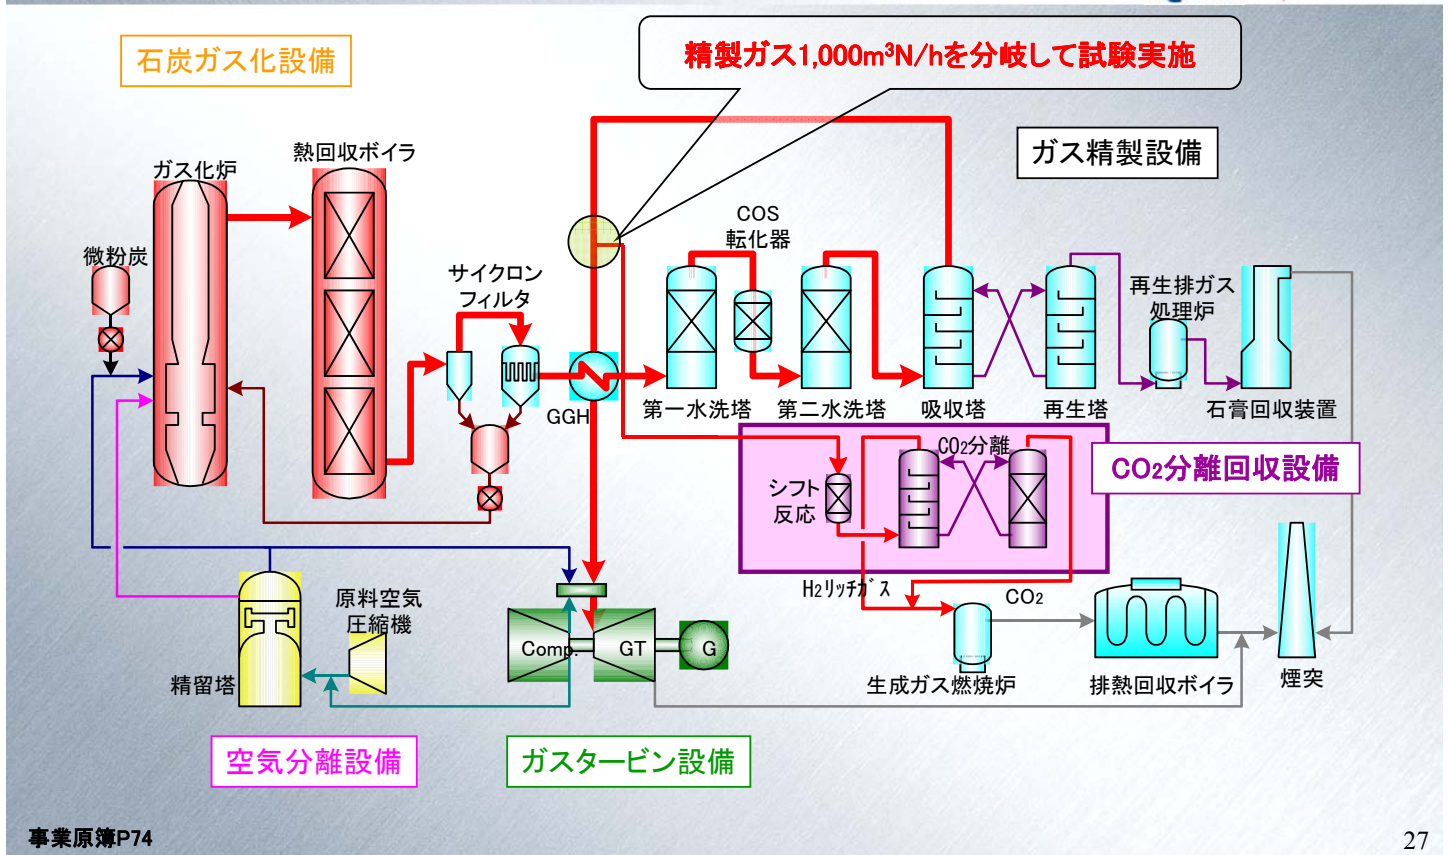 石炭ガス化設備
精製ガス1,000m³N/hを分岐して試験実施
ガス精製設備
ガス化炉
熱回収ボイラ
微粉炭
サイクロン
フィルタ
COS
転化器
再生排ガス
処理炉
GGH
第一水洗塔
第二水洗塔
吸収塔
再生塔
石膏回収装置
CO₂分離
CO₂分離回収設備
シフト
反応
H₂リッチガス
CO₂
原料空気
圧縮機
精留塔
Comp.
GT
G
生成ガス燃焼炉
排熱回収ボイラ
煙突
空気分離設備
ガスタービン設備
事業原簿P74
27